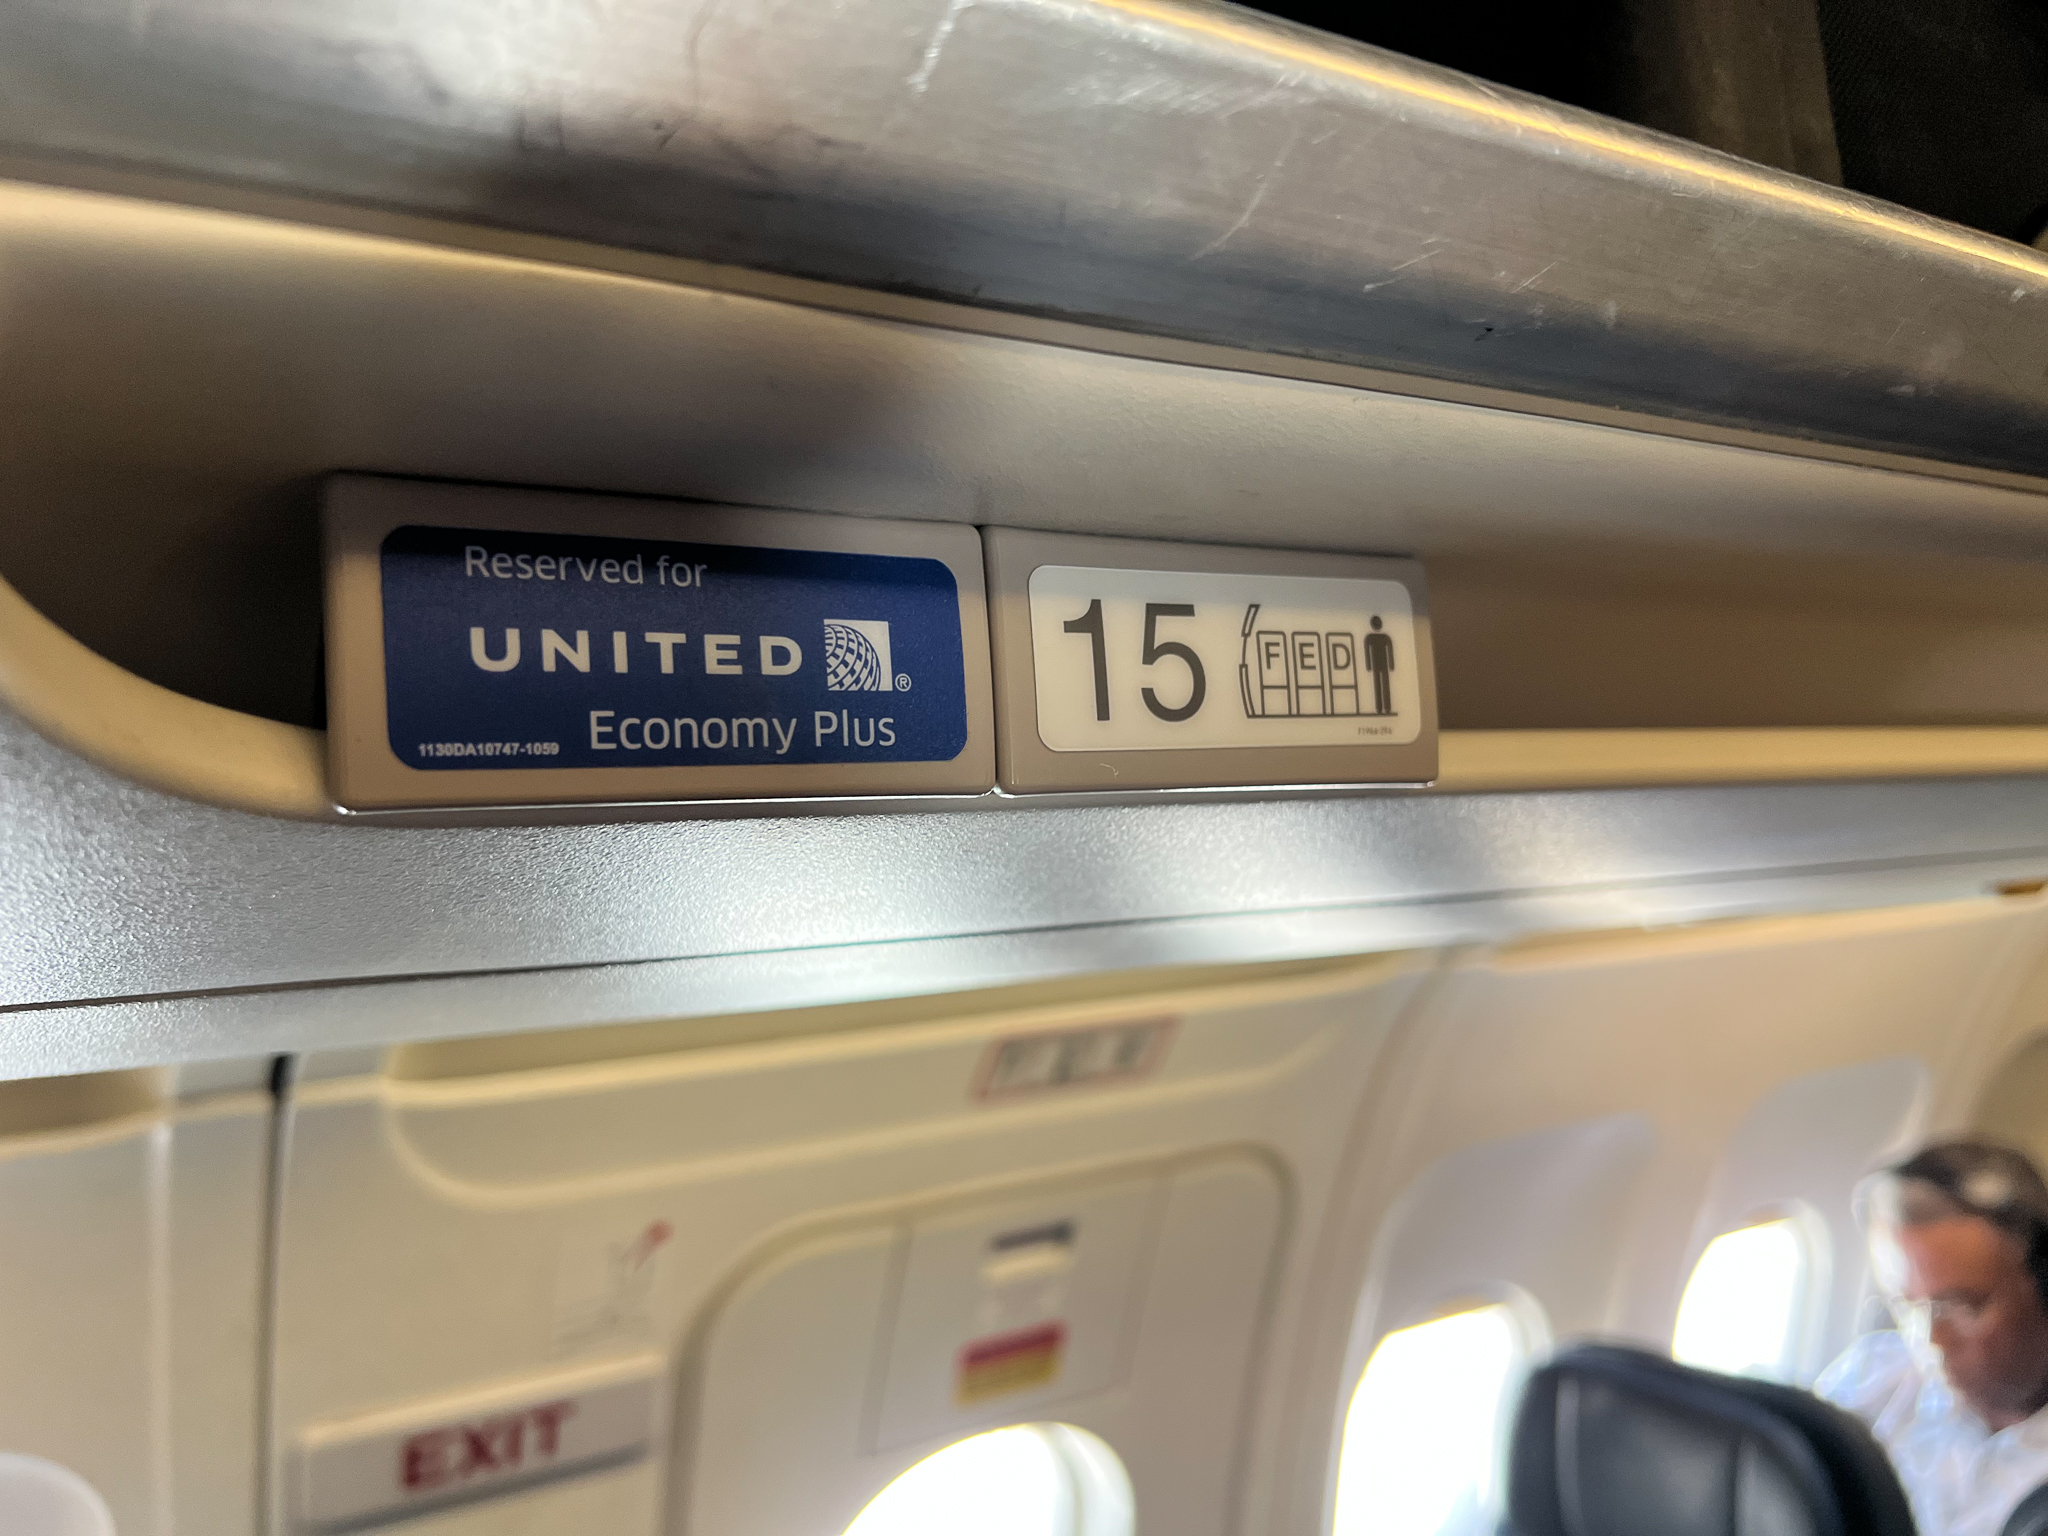 Reserved for
UNITED ®
Economy Plus
1130DA10747-1059
15 F E D
EXIT